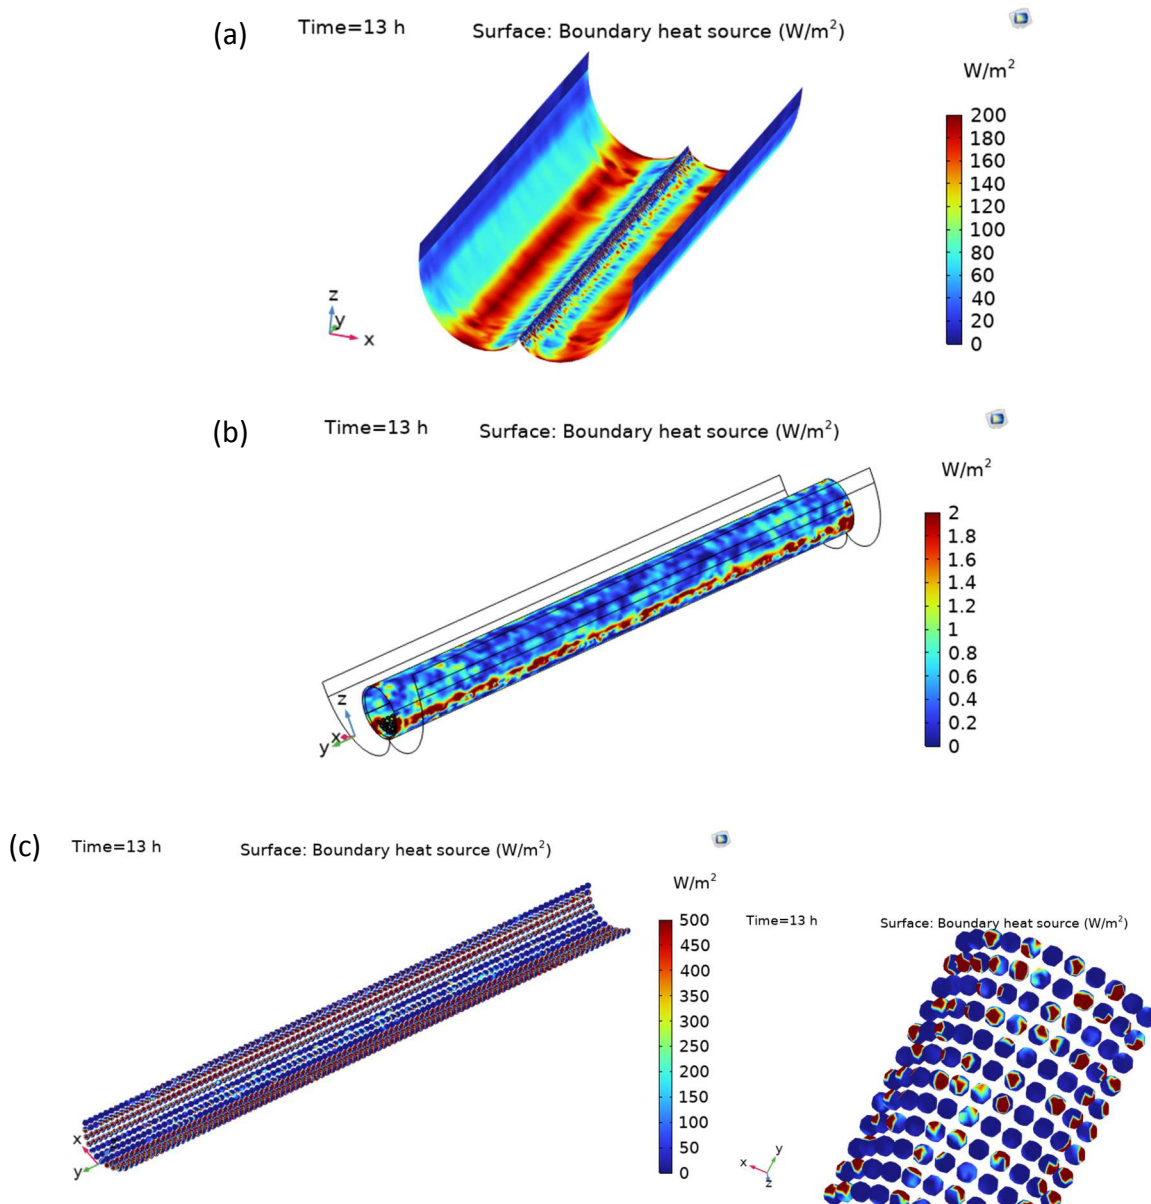 (a)
Time=13 h
Surface: Boundary heat source (W/m²)
W/m²
200
180
160
140
120
100
80
60
40
20
0
z
y
x
(b)
Time=13 h
Surface: Boundary heat source (W/m²)
W/m²
2
1.8
1.6
1.4
1.2
1
0.8
0.6
0.4
0.2
0
z
x
y
(c)
Time=13 h
Surface: Boundary heat source (W/m²)
W/m²
500
450
400
350
300
250
200
150
100
50
0
x
y
Time=13 h
Surface: Boundary heat source (W/m²)
y
x
z